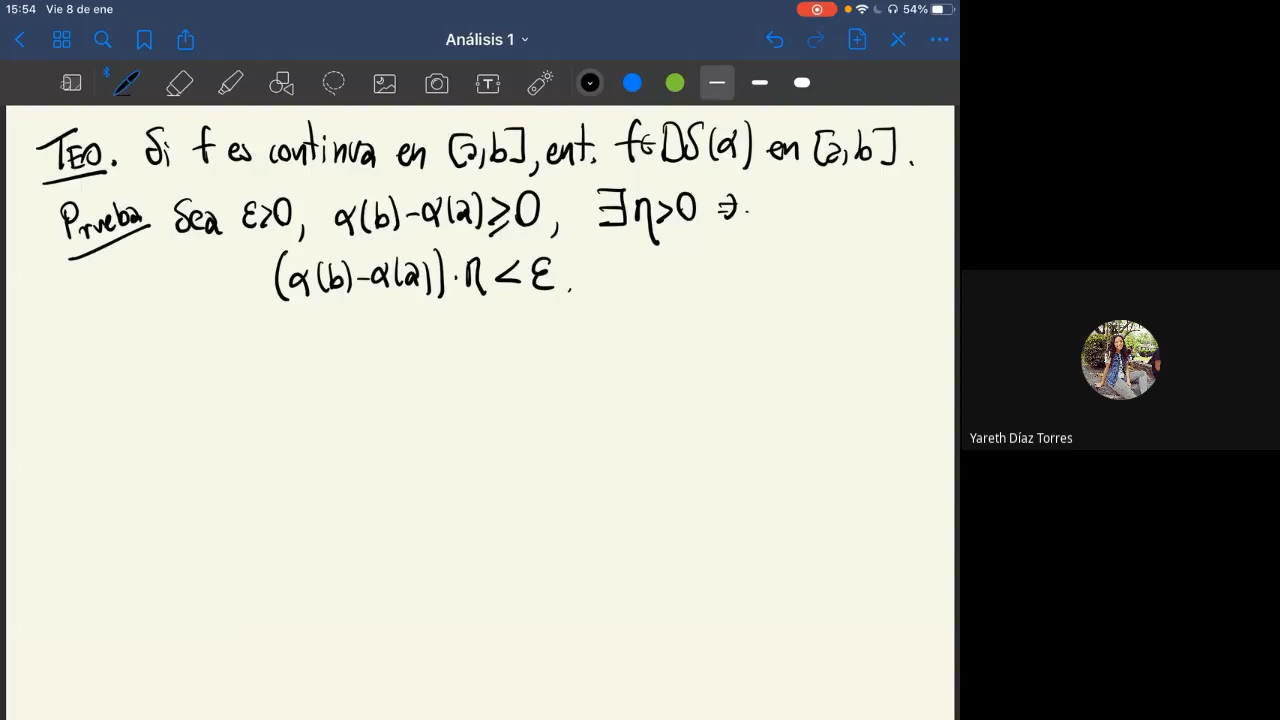 15:54 Vie 8 de ene
54%
Análisis 1
TEO. Si f es continua en [a,b], ent. f∈DS(α) en [a,b].
Prueba Sea ε>0, α(b)-α(a)≥0, ∃η>0 ∋.
(α(b)-α(a))·η<ε.
Yareth Díaz Torres